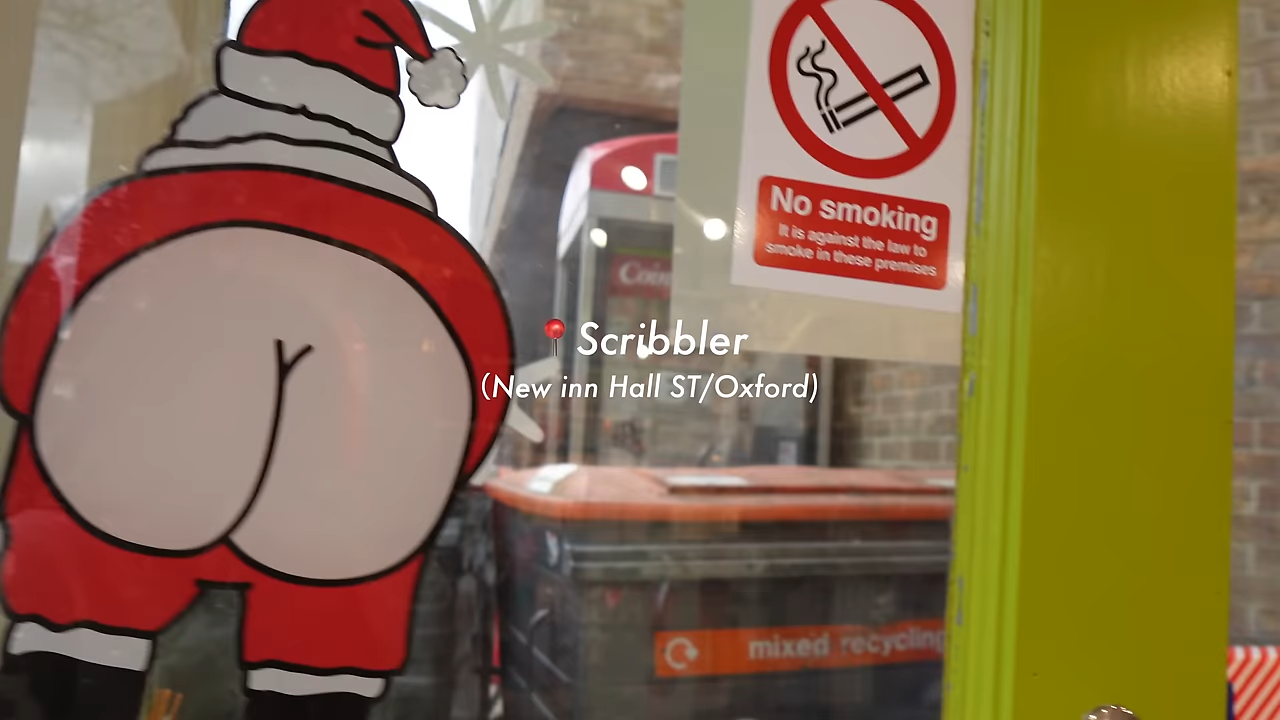 No smoking
It is against the law to
smoke in these premises
Coin
📍 Scribbler
(New inn Hall ST/Oxford)
mixed recycling